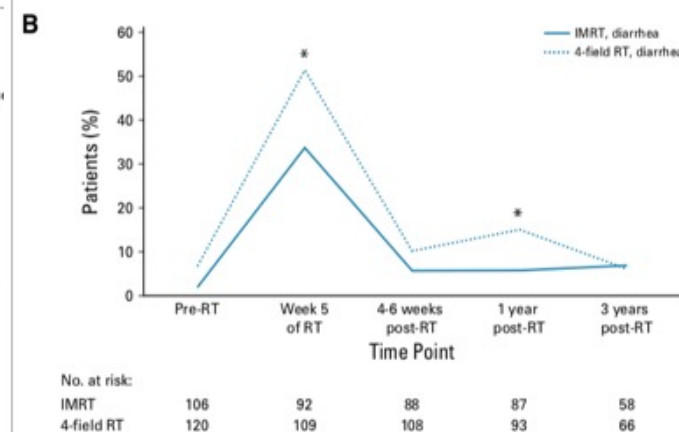 B
60
50
40
30
20
10
0
Patients (%)
IMRT, diarrhea
4-field RT, diarrhea
*
*
Pre-RT
Week 5
of RT
4-6 weeks
post-RT
1 year
post-RT
3 years
post-RT
Time Point
No. at risk:
IMRT 106 92 88 87 58
4-field RT 120 109 108 93 66